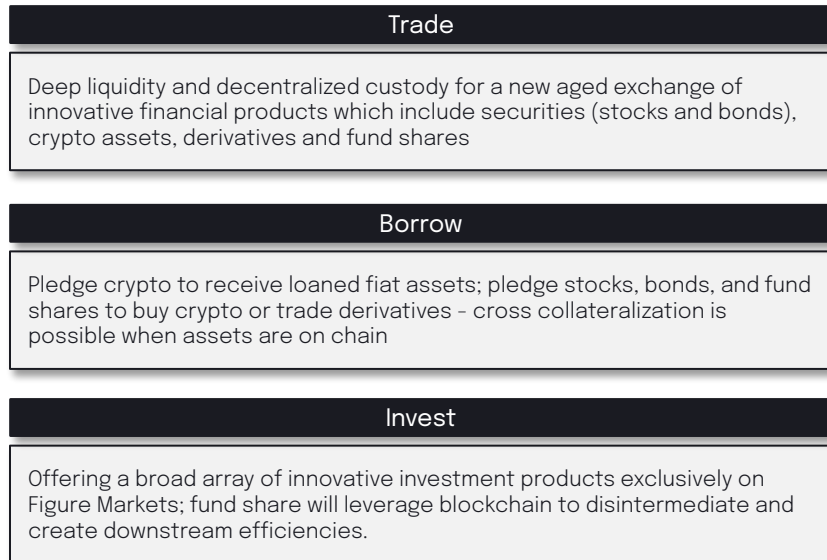 Trade
Deep liquidity and decentralized custody for a new aged exchange of
innovative financial products which include securities (stocks and bonds),
crypto assets, derivatives and fund shares
Borrow
Pledge crypto to receive loaned fiat assets; pledge stocks, bonds, and fund
shares to buy crypto or trade derivatives – cross collateralization is
possible when assets are on chain
Invest
Offering a broad array of innovative investment products exclusively on
Figure Markets; fund share will leverage blockchain to disintermediate and
create downstream efficiencies.